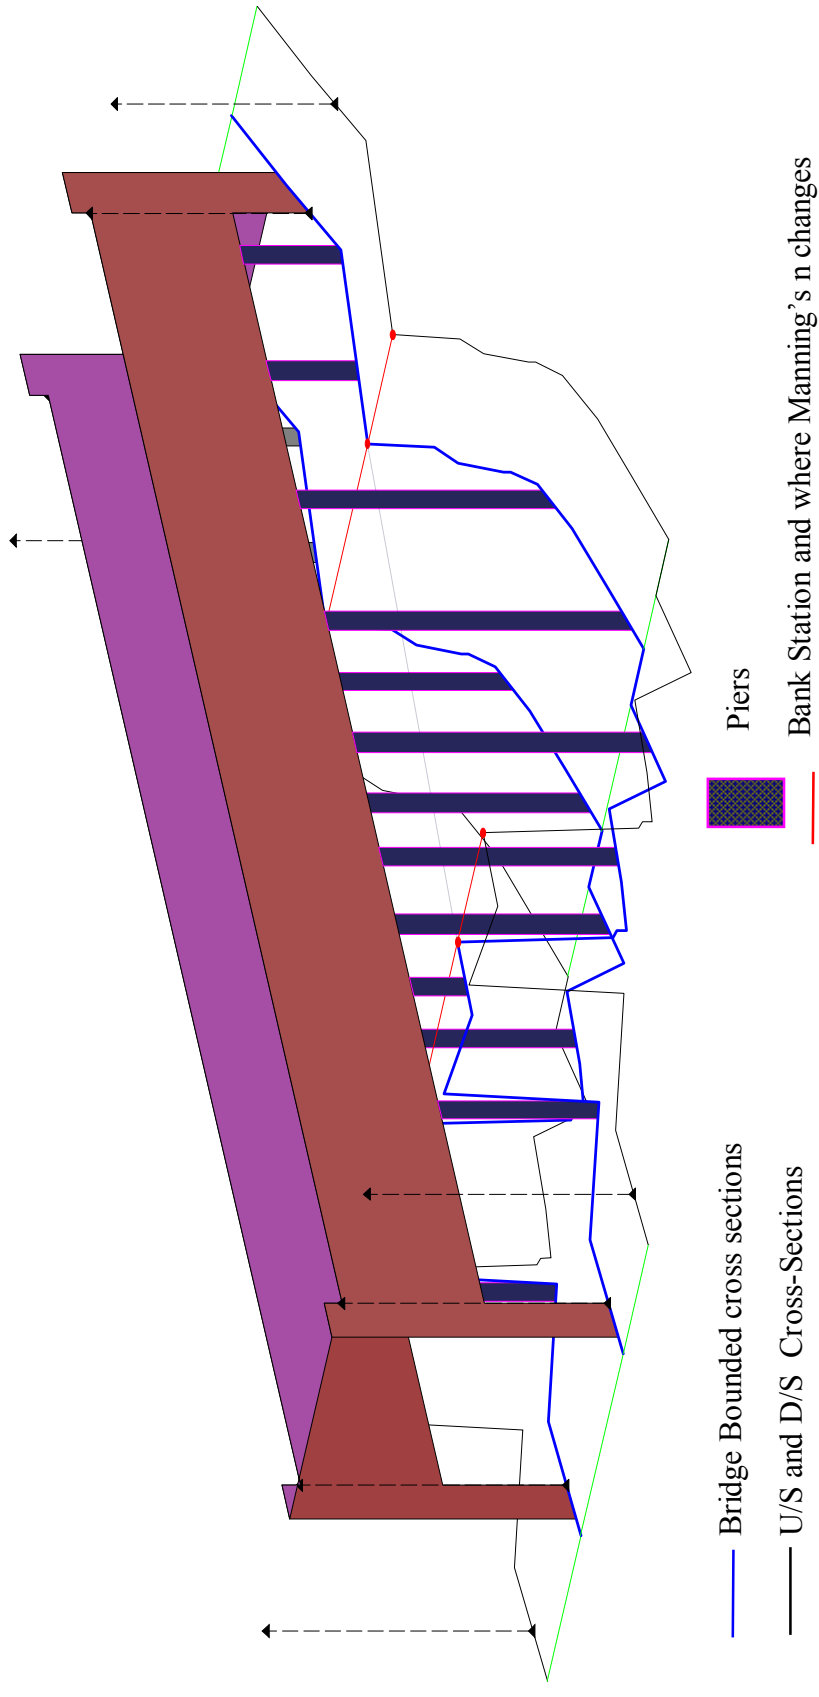 Bridge Bounded cross sections
Piers
U/S and D/S Cross-Sections
Bank Station and where Manning's n changes